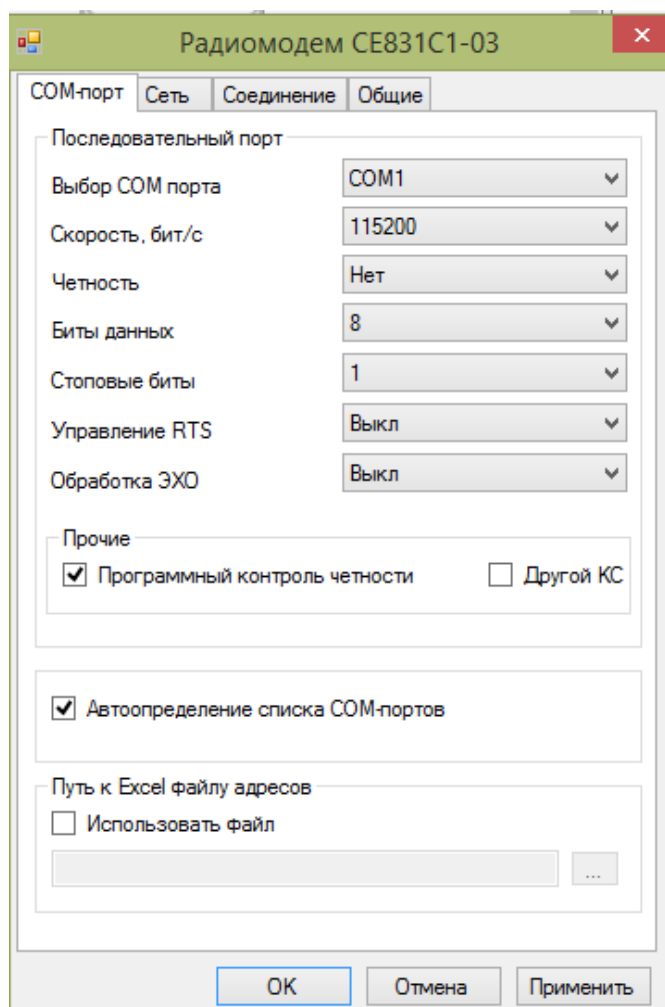 Радиомодем CE831C1-03
COM-порт Сеть Соединение Общие
Последовательный порт
Выбор COM порта COM1
Скорость, бит/с 115200
Четность Нет
Биты данных 8
Стоповые биты 1
Управление RTS Выкл
Обработка ЭХО Выкл
Прочие
Программный контроль четности Другой КС
Автоопределение списка COM-портов
Путь к Excel файлу адресов
Использовать файл
...
OK Отмена Применить